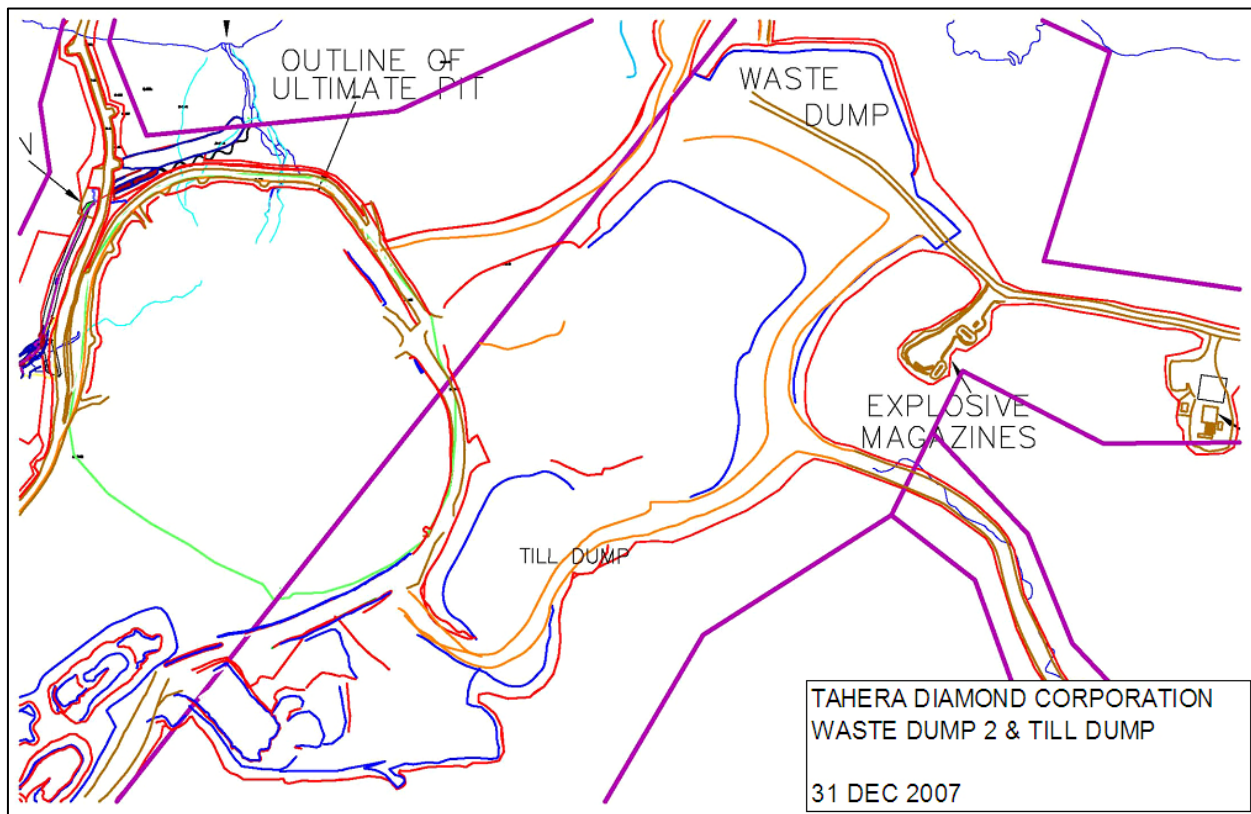 OUTLINE OF
ULTIMATE PIT
WASTE
DUMP
V
EXPLOSIVE
MAGAZINES
TILL DUMP
TAHERA DIAMOND CORPORATION
WASTE DUMP 2 & TILL DUMP
31 DEC 2007